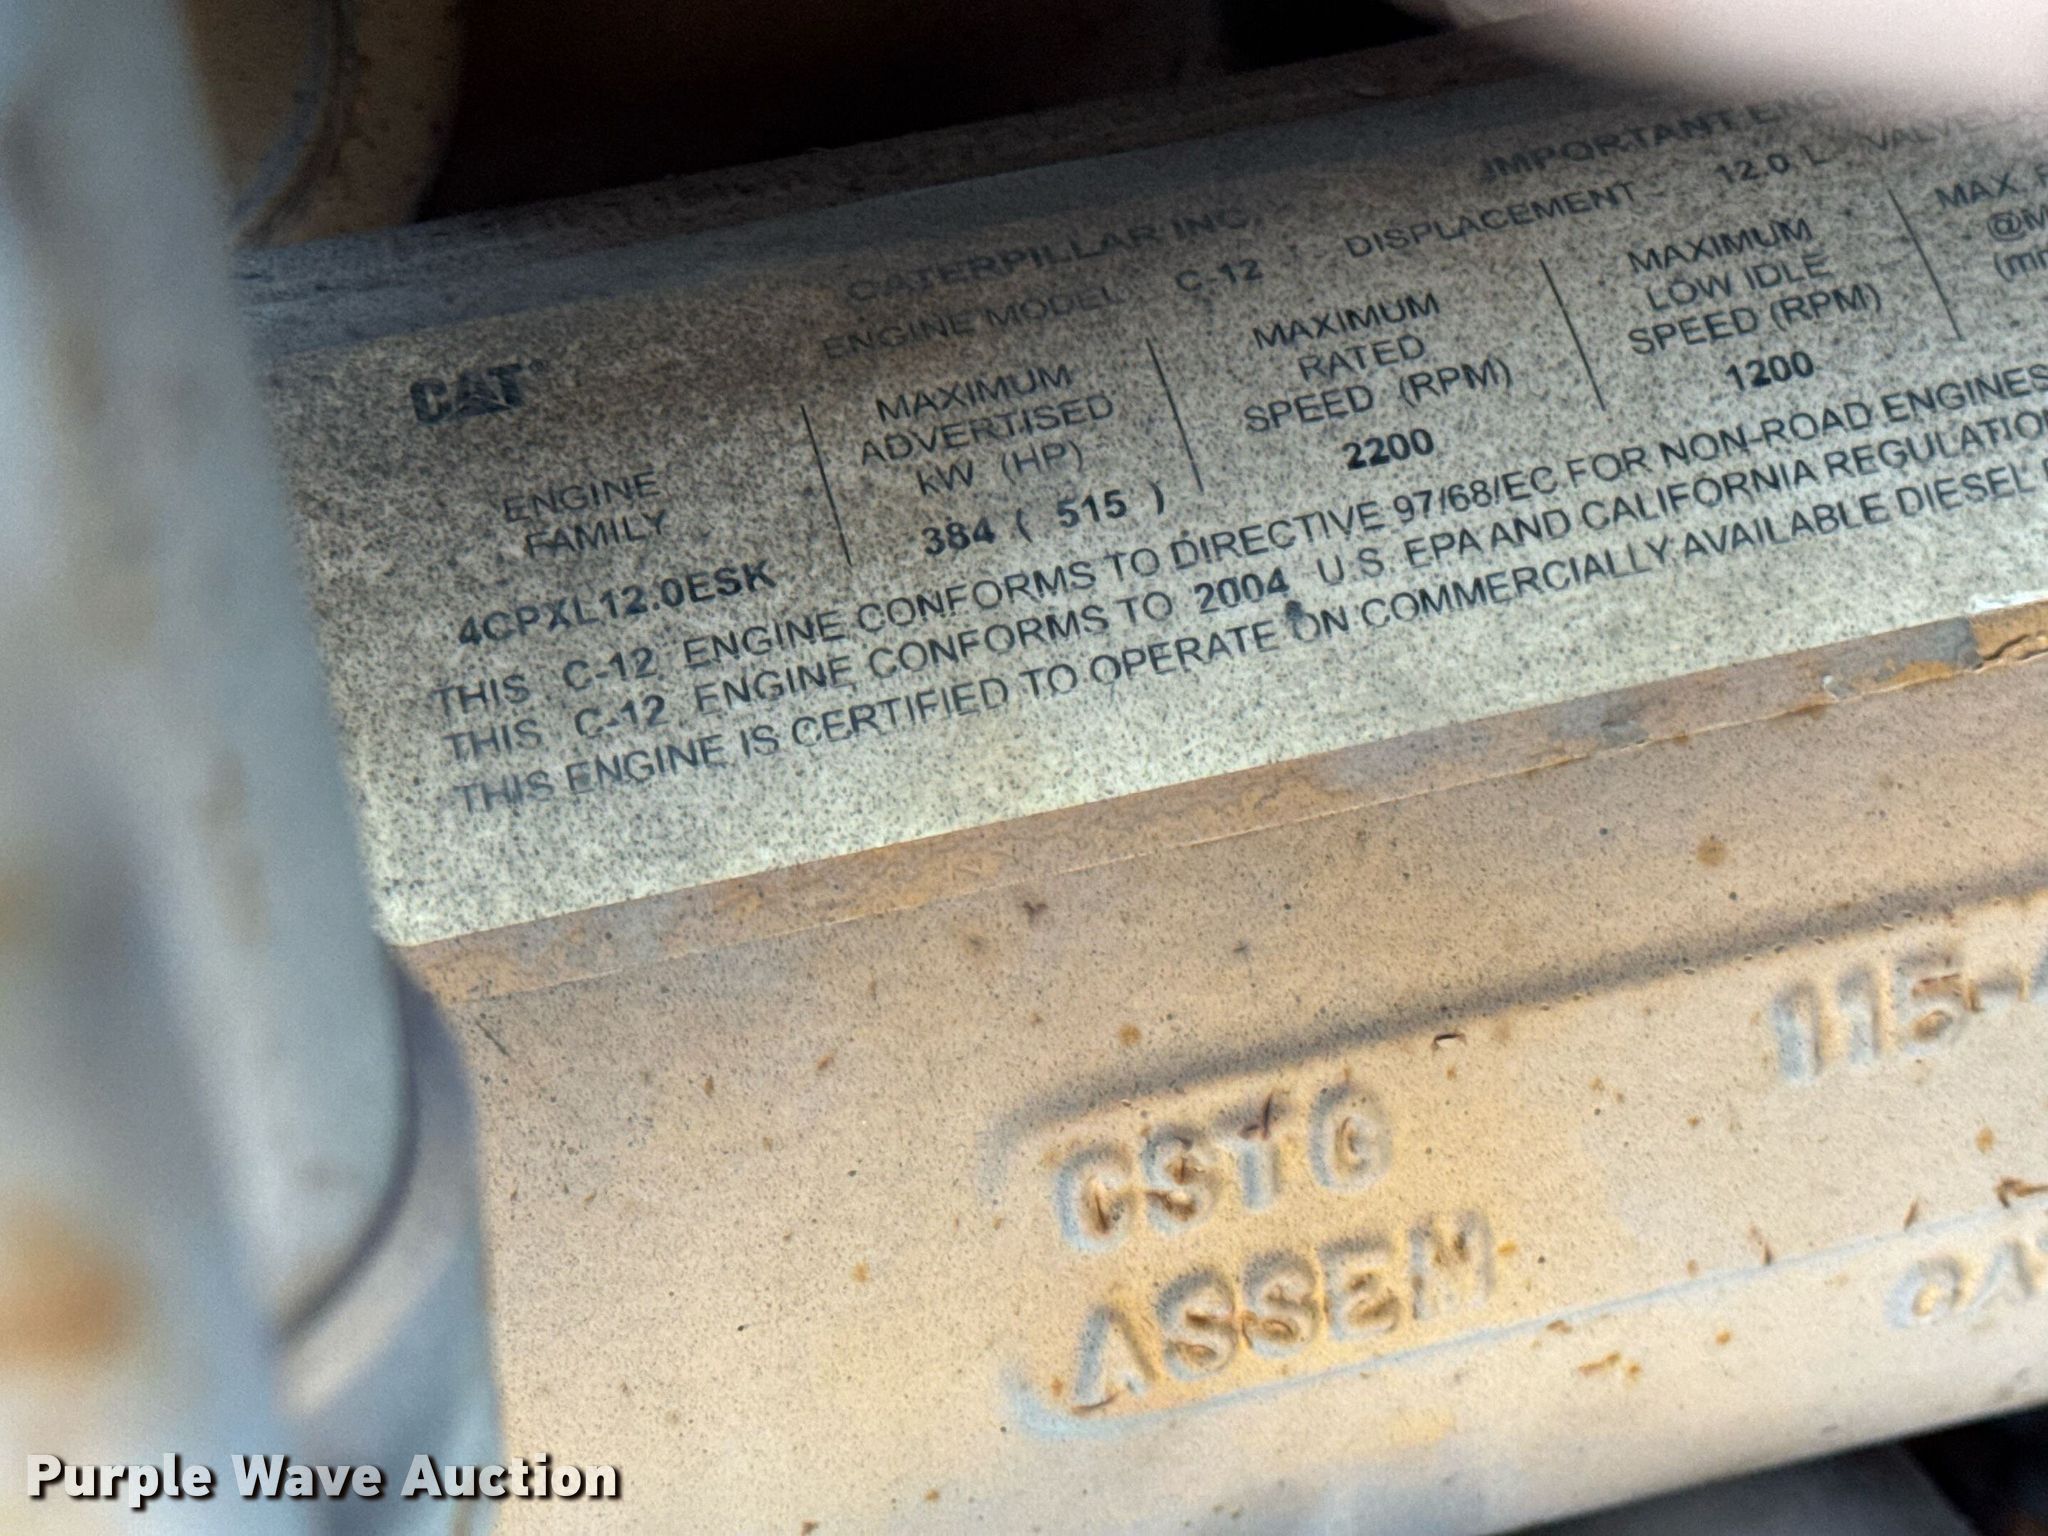 IMPORTANT ENG
CATERPILLAR INC.
ENGINE MODEL C-12 DISPLACEMENT 12.0 L VALVE
CAT
ENGINE
FAMILY
4CPXL12.0ESK
MAXIMUM
ADVERTISED
kW (HP)
384 ( 515 )
MAXIMUM
RATED
SPEED (RPM)
2200
MAXIMUM
LOW IDLE
SPEED (RPM)
1200
MAX.
THIS C-12 ENGINE CONFORMS TO DIRECTIVE 97/68/EC FOR NON-ROAD ENGINES
THIS C-12 ENGINE CONFORMS TO 2004 U.S. EPA AND CALIFORNIA REGULATIO
THIS ENGINE IS CERTIFIED TO OPERATE ON COMMERCIALLY AVAILABLE DIESEL
115-
CSTG
ASSEM
Purple Wave Auction